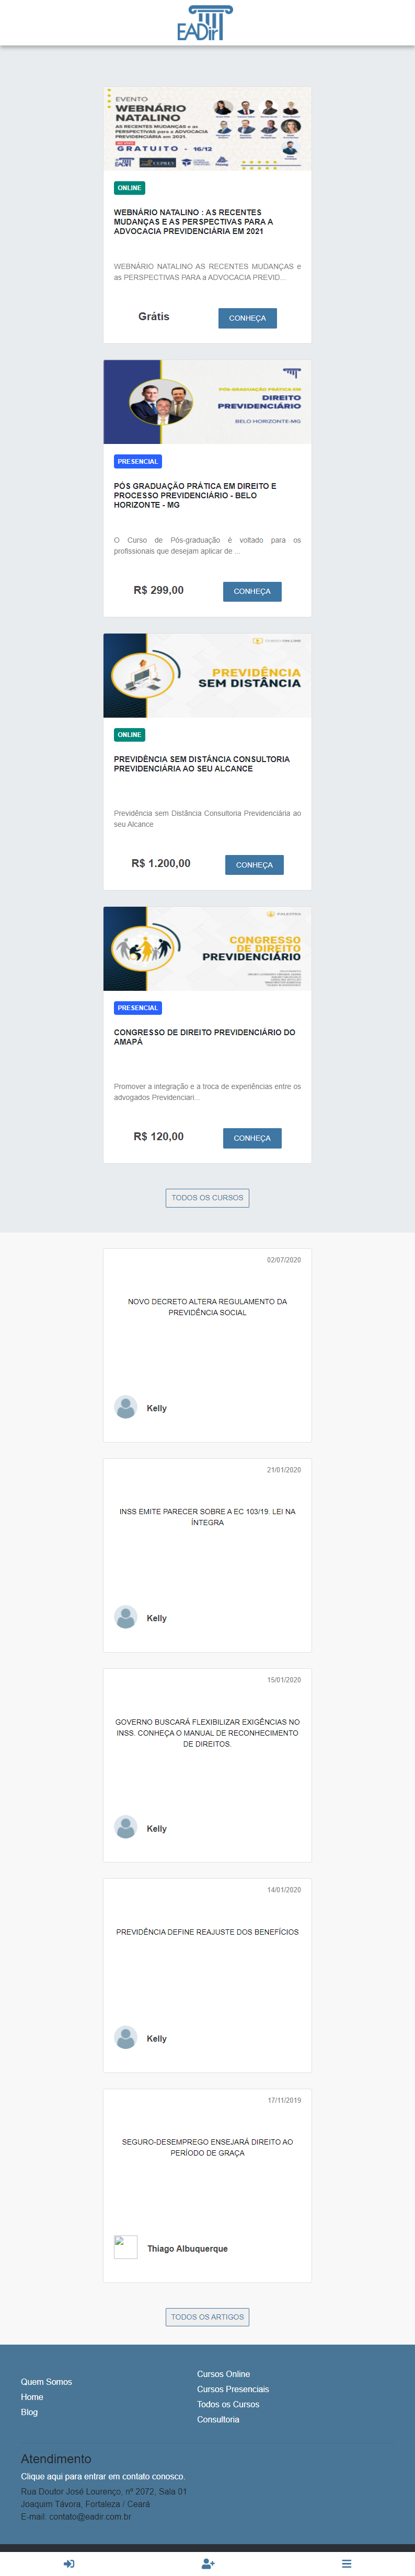 EADir
EVENTO
WEBNÁRIO
NATALINO
AS RECENTES MUDANÇAS e as
PERSPECTIVAS para a ADVOCACIA
PREVIDENCIÁRIA EM 2021
GRATUITO - 16/12
ONLINE
WEBNÁRIO NATALINO : AS RECENTES
MUDANÇAS E AS PERSPECTIVAS PARA A
ADVOCACIA PREVIDENCIÁRIA EM 2021
WEBNÁRIO NATALINO AS RECENTES MUDANÇAS e
as PERSPECTIVAS PARA a ADVOCACIA PREVID...
Grátis
CONHEÇA
PÓS-GRADUAÇÃO PRÁTICA EM
DIREITO
PREVIDENCIÁRIO
BELO HORIZONTE-MG
PRESENCIAL
PÓS GRADUAÇÃO PRÁTICA EM DIREITO E
PROCESSO PREVIDENCIÁRIO - BELO
HORIZONTE - MG
O Curso de Pós-graduação é voltado para os
profissionais que desejam aplicar de ...
R$ 299,00
CONHEÇA
PREVIDÊNCIA
SEM DISTÂNCIA
ONLINE
PREVIDÊNCIA SEM DISTÂNCIA CONSULTORIA
PREVIDENCIÁRIA AO SEU ALCANCE
Previdência sem Distância Consultoria Previdenciária ao
seu Alcance
R$ 1.200,00
CONHEÇA
PALESTRA
CONGRESSO
DE DIREITO
PREVIDENCIÁRIO
PRESENCIAL
CONGRESSO DE DIREITO PREVIDENCIÁRIO DO
AMAPÁ
Promover a integração e a troca de experiências entre os
advogados Previdenciari...
R$ 120,00
CONHEÇA
TODOS OS CURSOS
02/07/2020
NOVO DECRETO ALTERA REGULAMENTO DA
PREVIDÊNCIA SOCIAL
Kelly
21/01/2020
INSS EMITE PARECER SOBRE A EC 103/19. LEI NA
ÍNTEGRA
Kelly
15/01/2020
GOVERNO BUSCARÁ FLEXIBILIZAR EXIGÊNCIAS NO
INSS. CONHEÇA O MANUAL DE RECONHECIMENTO
DE DIREITOS.
Kelly
14/01/2020
PREVIDÊNCIA DEFINE REAJUSTE DOS BENEFÍCIOS
Kelly
17/11/2019
SEGURO-DESEMPREGO ENSEJARÁ DIREITO AO
PERÍODO DE GRAÇA
Thiago Albuquerque
TODOS OS ARTIGOS
Quem Somos
Home
Blog
Cursos Online
Cursos Presenciais
Todos os Cursos
Consultoria
Atendimento
Clique aqui para entrar em contato conosco.
Rua Doutor José Lourenço, nº 2072, Sala 01
Joaquim Távora, Fortaleza / Ceará
E-mail: contato@eadir.com.br